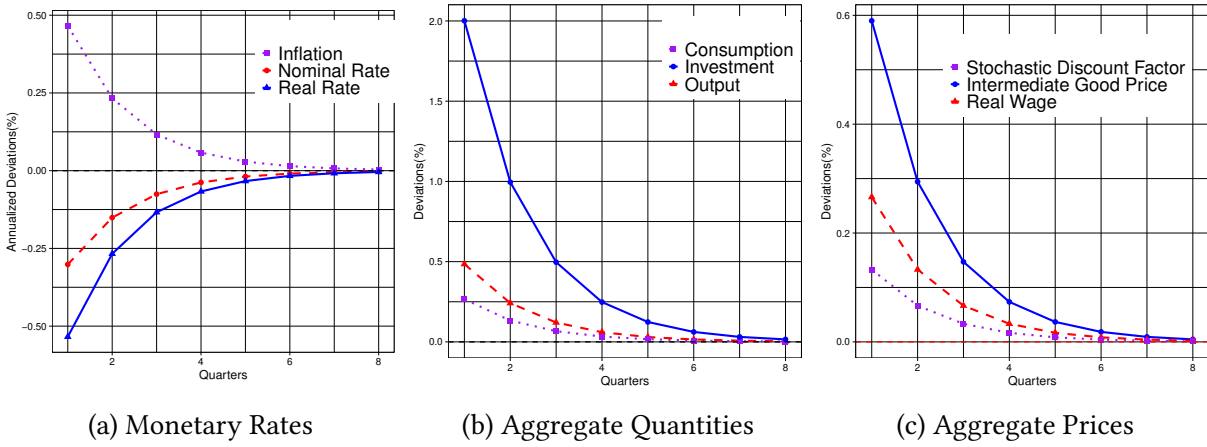 Annualized Deviations(%)
0.50
0.25
0.00
−0.25
−0.50
Inflation
Nominal Rate
Real Rate
2
4
6
8
Quarters
(a) Monetary Rates
Deviations(%)
2.0
1.5
1.0
0.5
0.0
Consumption
Investment
Output
2
4
6
8
Quarters
(b) Aggregate Quantities
Deviations(%)
0.6
0.4
0.2
0.0
Stochastic Discount Factor
Intermediate Good Price
Real Wage
2
4
6
8
Quarters
(c) Aggregate Prices